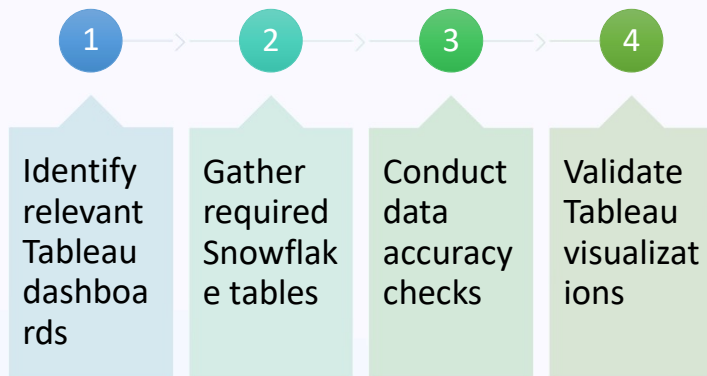 1
2
3
4
Identify
relevant
Tableau
dashboa
rds
Gather
required
Snowflak
e tables
Conduct
data
accuracy
checks
Validate
Tableau
visualizat
ions